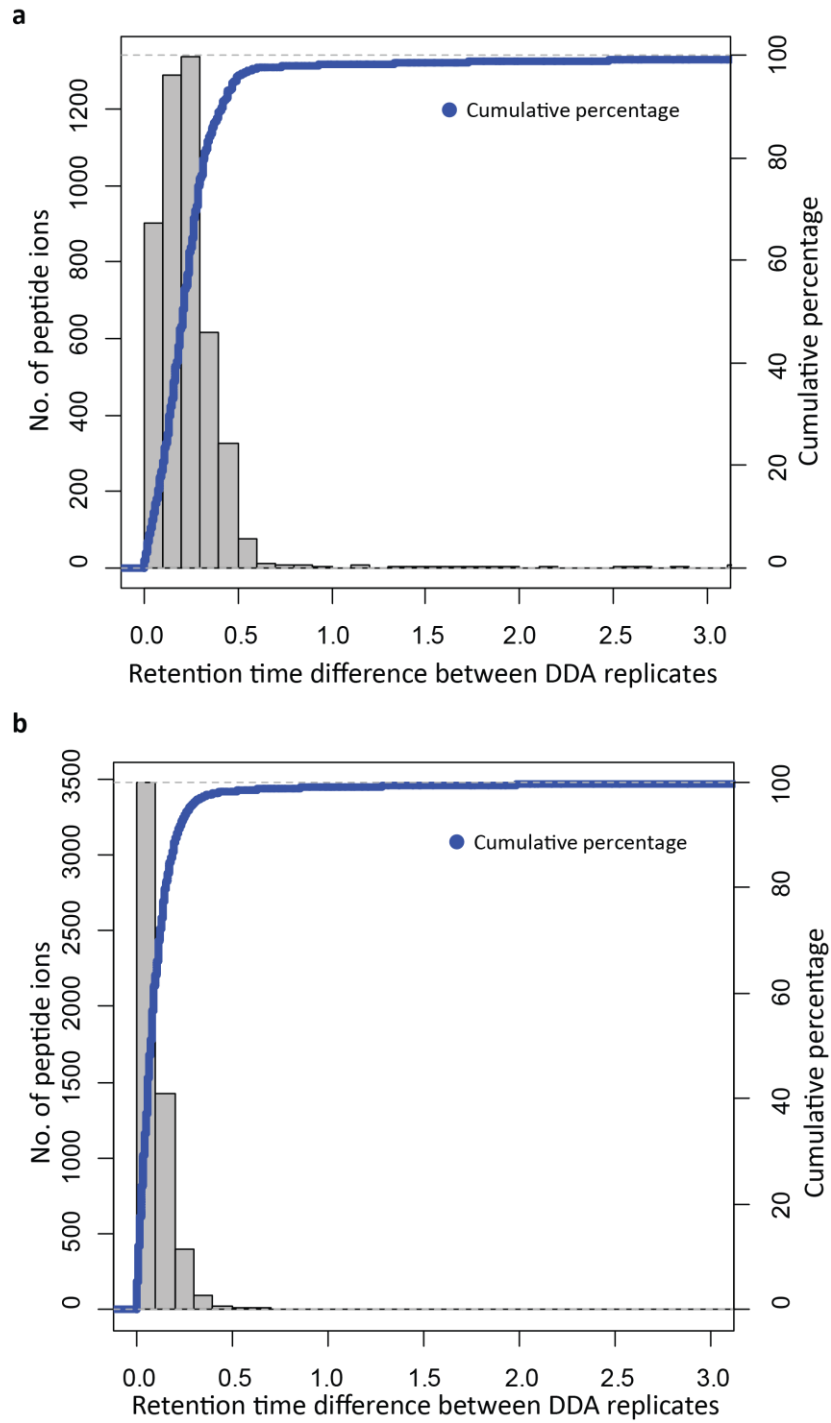 a
Cumulative percentage
No. of peptide ions
0
200
400
600
800
1000
1200
Cumulative percentage
0
20
40
60
80
100
0.0 0.5 1.0 1.5 2.0 2.5 3.0
Retention time difference between DDA replicates
b
Cumulative percentage
No. of peptide ions
0
500
1000
1500
2000
2500
3000
3500
Cumulative percentage
0
20
40
60
80
100
0.0 0.5 1.0 1.5 2.0 2.5 3.0
Retention time difference between DDA replicates